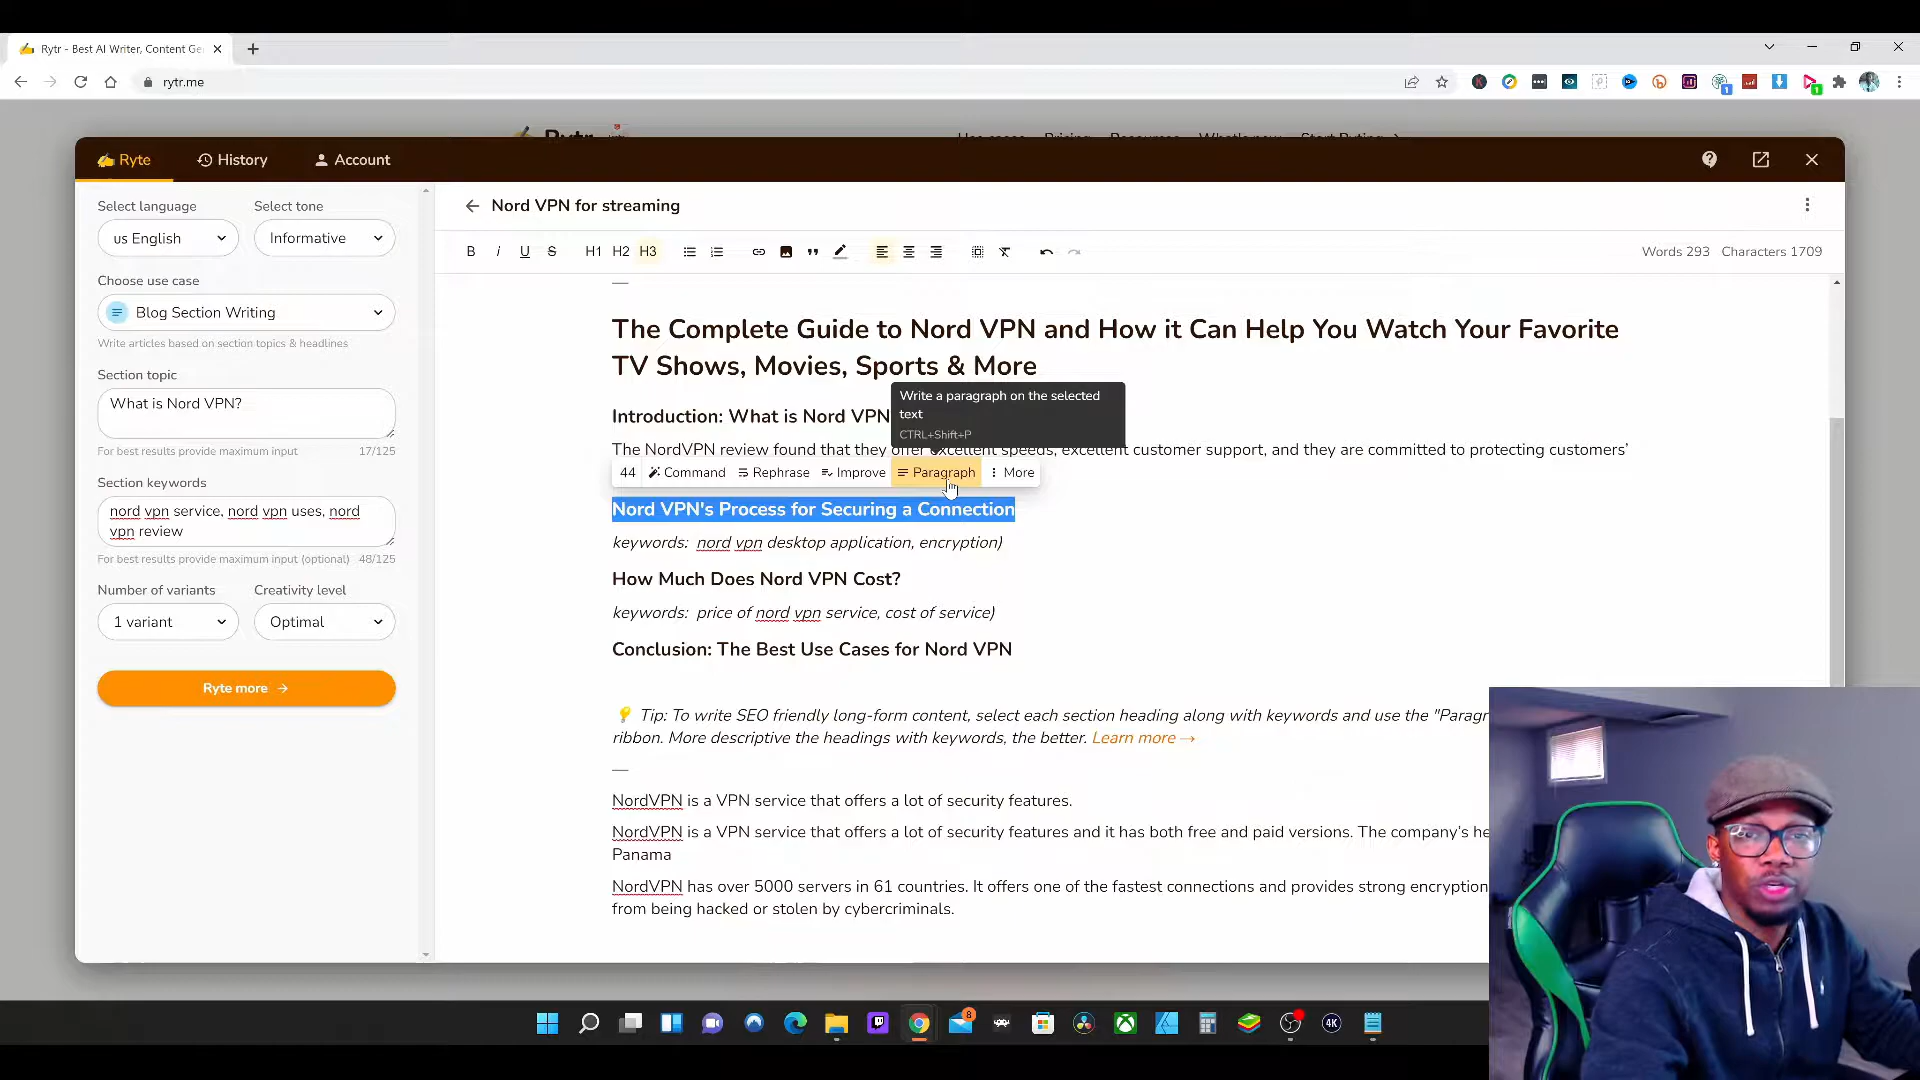 Rytr - Best AI Writer, Content Ge
rytr.me
Ryte
History
Account
Select language
Select tone
us English
Informative
Choose use case
Blog Section Writing
Write articles based on section topics & headlines
Section topic
What is Nord VPN?
For best results provide maximum input
17/125
Section keywords
nord vpn service, nord vpn uses, nord
vpn review
For best results provide maximum input (optional)
48/125
Number of variants
Creativity level
1 variant
Optimal
Ryte more
Nord VPN for streaming
B i U S H1 H2 H3
Words 293
Characters 1709
The Complete Guide to Nord VPN and How it Can Help You Watch Your Favorite
TV Shows, Movies, Sports & More
Write a paragraph on the selected
text
CTRL+Shift+P
Introduction: What is Nord VPN
The NordVPN review found that they offer excellent speeds, excellent customer support, and they are committed to protecting customers’
44
Command
Rephrase
Improve
Paragraph
More
Nord VPN's Process for Securing a Connection
keywords: nord vpn desktop application, encryption)
How Much Does Nord VPN Cost?
keywords: price of nord vpn service, cost of service)
Conclusion: The Best Use Cases for Nord VPN
Tip: To write SEO friendly long-form content, select each section heading along with keywords and use the "Paragr
ribbon. More descriptive the headings with keywords, the better. Learn more →
NordVPN is a VPN service that offers a lot of security features.
NordVPN is a VPN service that offers a lot of security features and it has both free and paid versions. The company’s he
Panama
NordVPN has over 5000 servers in 61 countries. It offers one of the fastest connections and provides strong encryption
from being hacked or stolen by cybercriminals.
8
4K